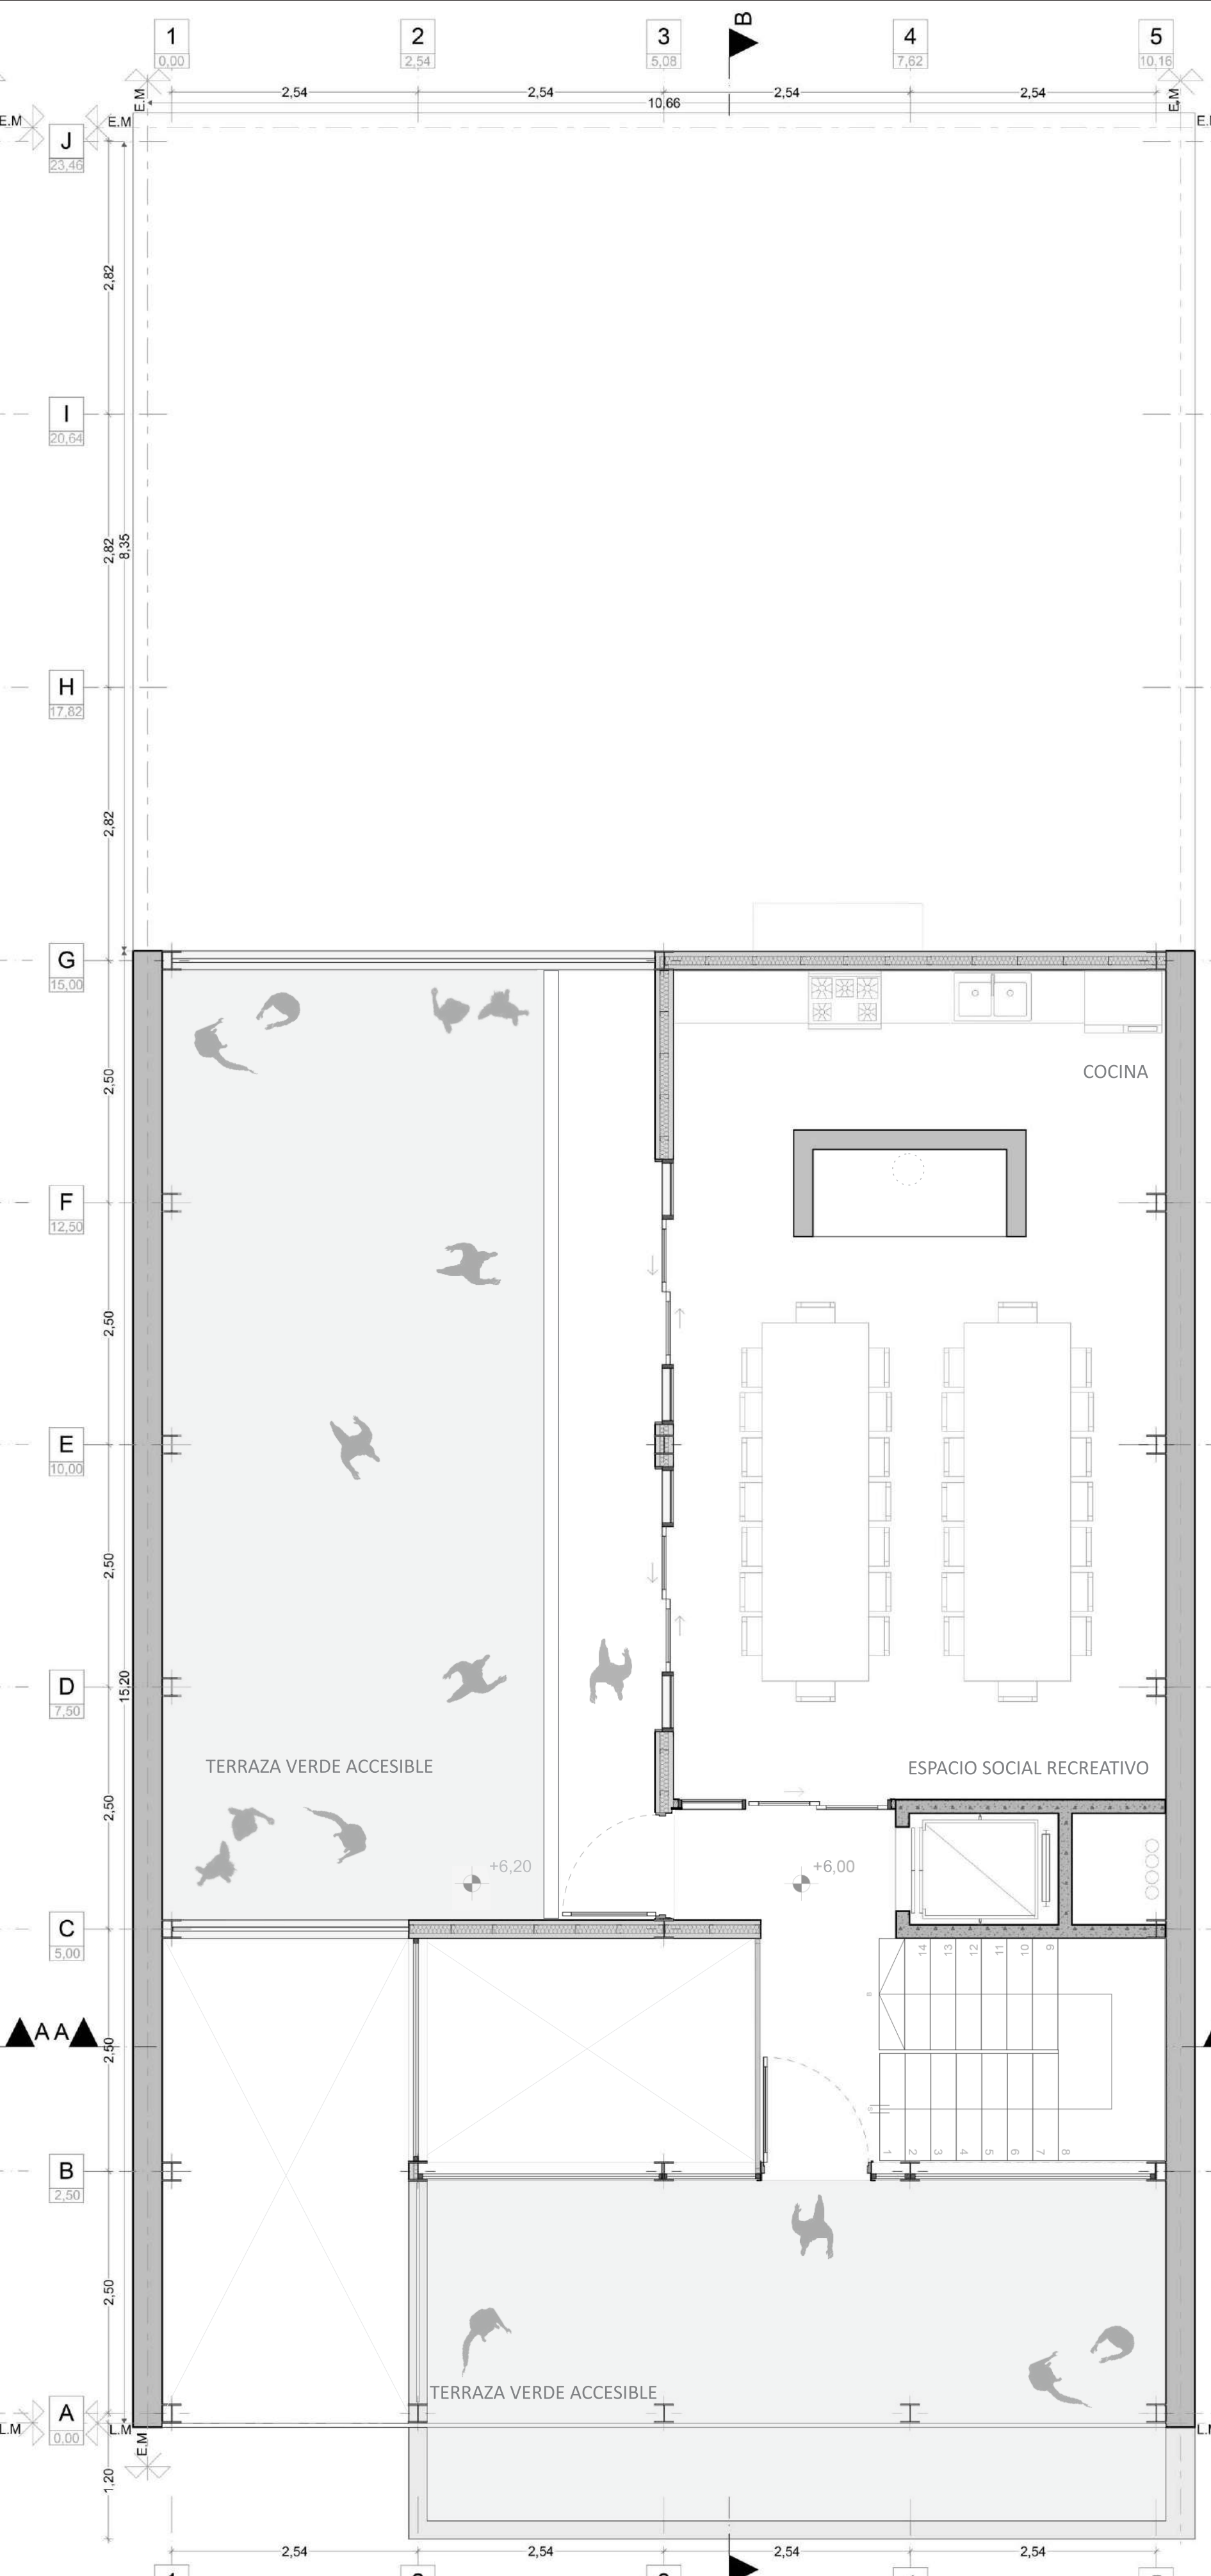 B
1
2
3
4
5
0,00
2,54
5,08
7,62
10,16
2,54
2,54
2,54
2,54
10,66
E.M
E.M
E.M
E.M
J
23,46
2,82
I
20,64
2,82
8,35
H
17,82
2,82
G
15,00
COCINA
2,50
F
12,50
2,50
E
10,00
2,50
D
7,50
15,20
TERRAZA VERDE ACCESIBLE
ESPACIO SOCIAL RECREATIVO
2,50
+6,20
+6,00
C
5,00
14
13
12
11
10
9
A A
2,50
1
2
3
4
5
6
7
8
B
2,50
2,50
TERRAZA VERDE ACCESIBLE
A
0,00
L.M
L.M
E.M
1,20
2,54
2,54
2,54
2,54